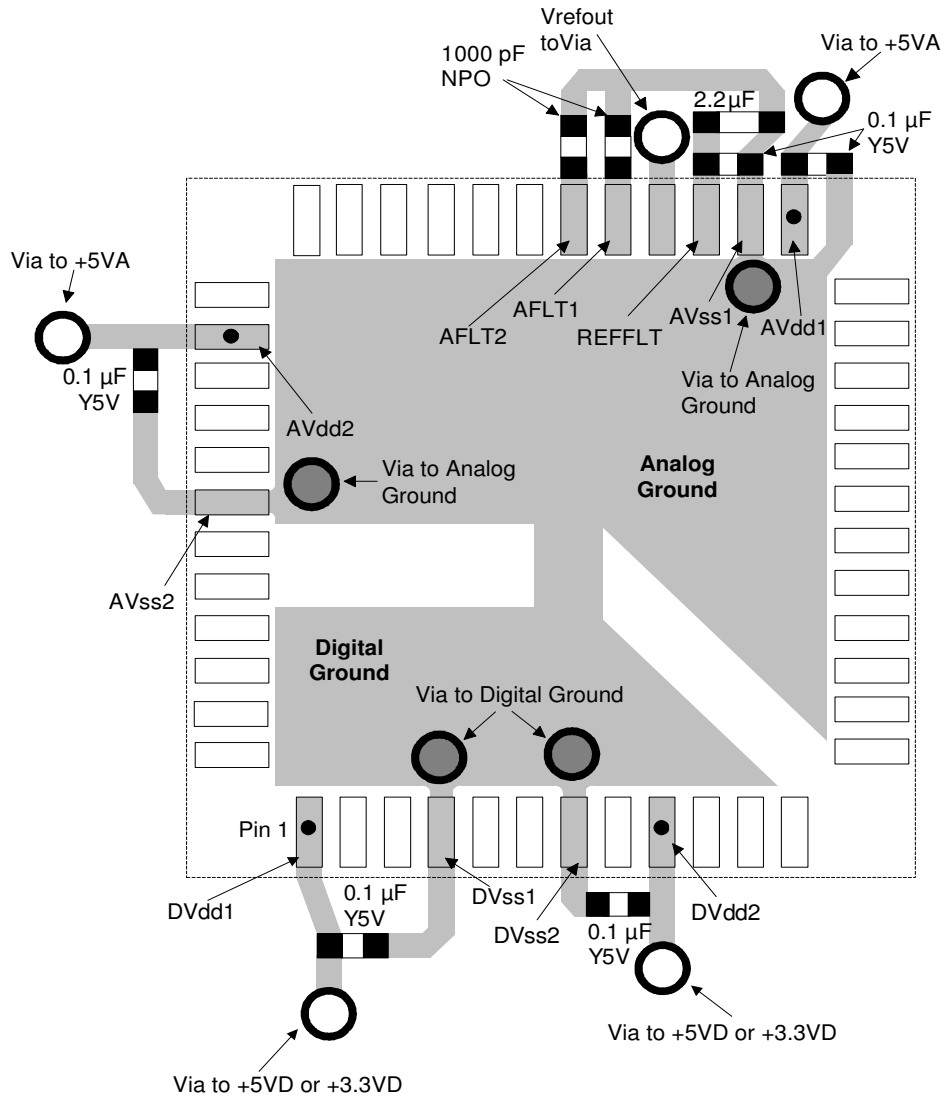 Vrefout
toVia
Via to +5VA
1000 pF
NPO
2.2µF
0.1 µF
Y5V
Via to +5VA
AFLT2
AFLT1
REFFLT
AVss1
AVdd1
0.1 µF
Y5V
Via to Analog
Ground
AVdd2
Via to Analog
Ground
Analog
Ground
AVss2
Digital
Ground
Via to Digital Ground
Pin 1
DVdd1
0.1 µF
Y5V
DVss1
DVss2
0.1 µF
Y5V
DVdd2
Via to +5VD or +3.3VD
Via to +5VD or +3.3VD